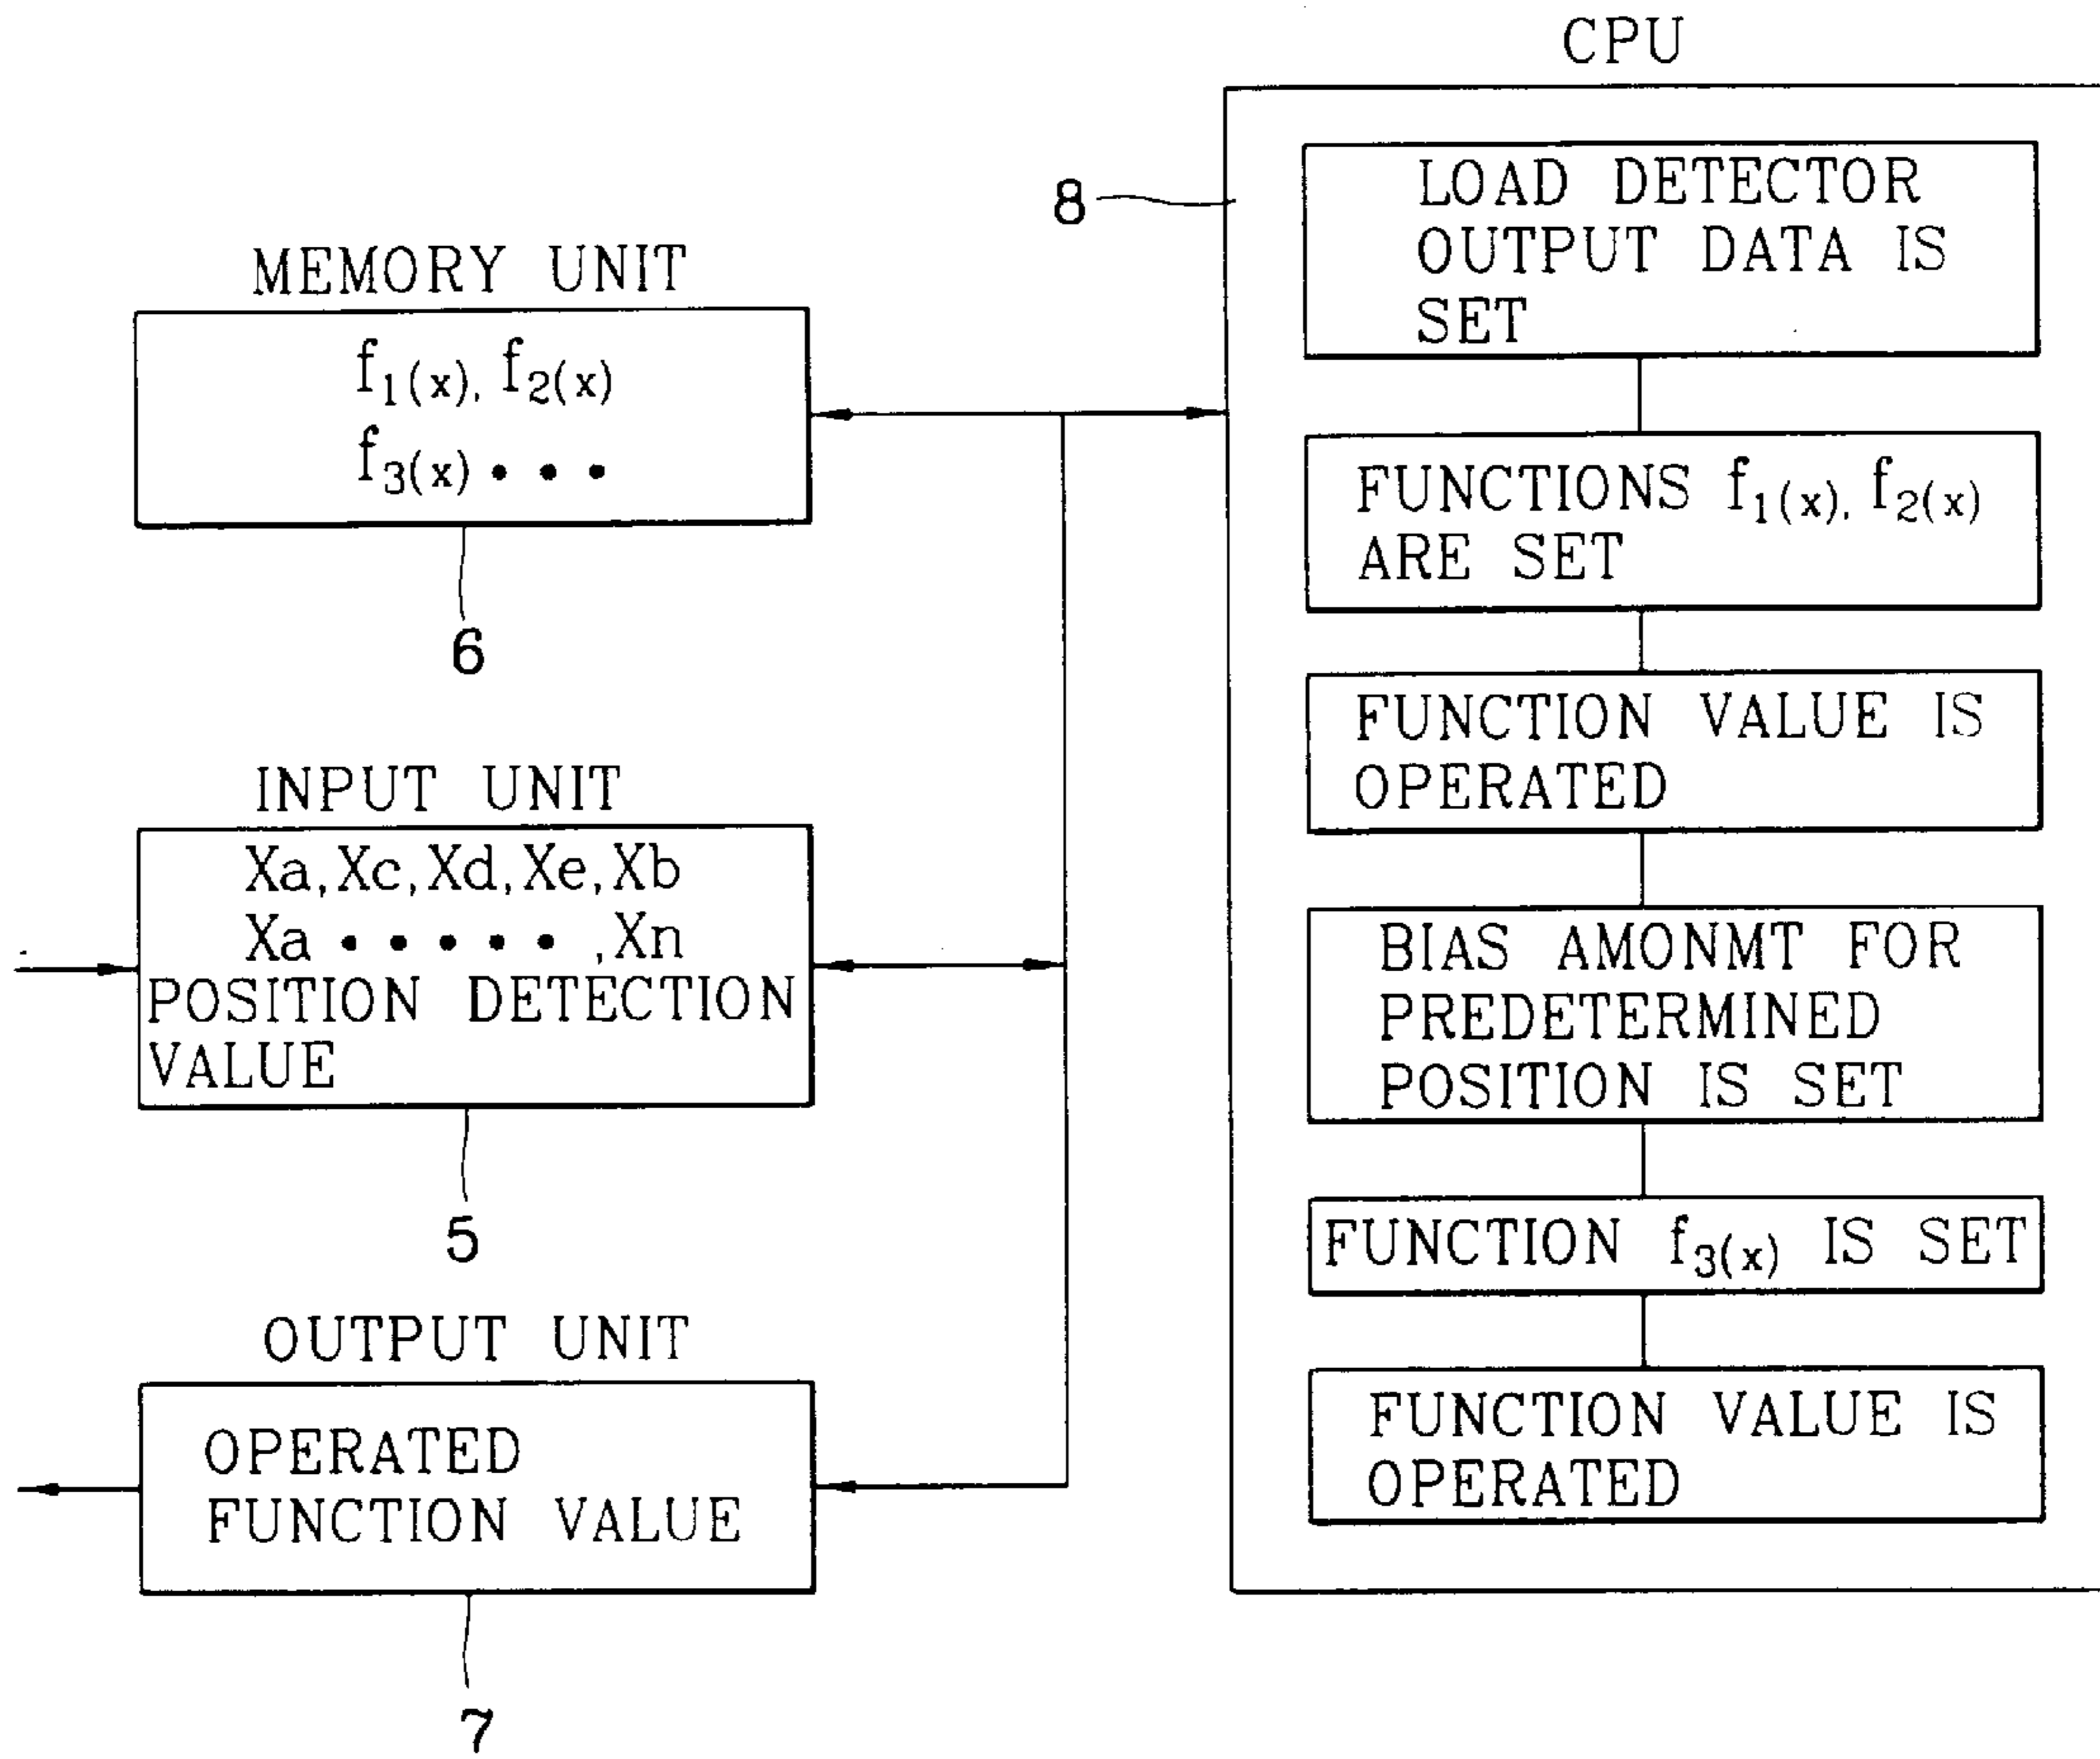 CPU
8
LOAD DETECTOR
OUTPUT DATA IS
SET
MEMORY UNIT
f1(x), f2(x)
f3(x) • • •
6
FUNCTIONS f1(x), f2(x)
ARE SET
FUNCTION VALUE IS
OPERATED
INPUT UNIT
Xa, Xc, Xd, Xe, Xb
Xa • • • • • , Xn
POSITION DETECTION
VALUE
5
BIAS AMONMT FOR
PREDETERMINED
POSITION IS SET
FUNCTION f3(x) IS SET
OUTPUT UNIT
OPERATED
FUNCTION VALUE
7
FUNCTION VALUE IS
OPERATED